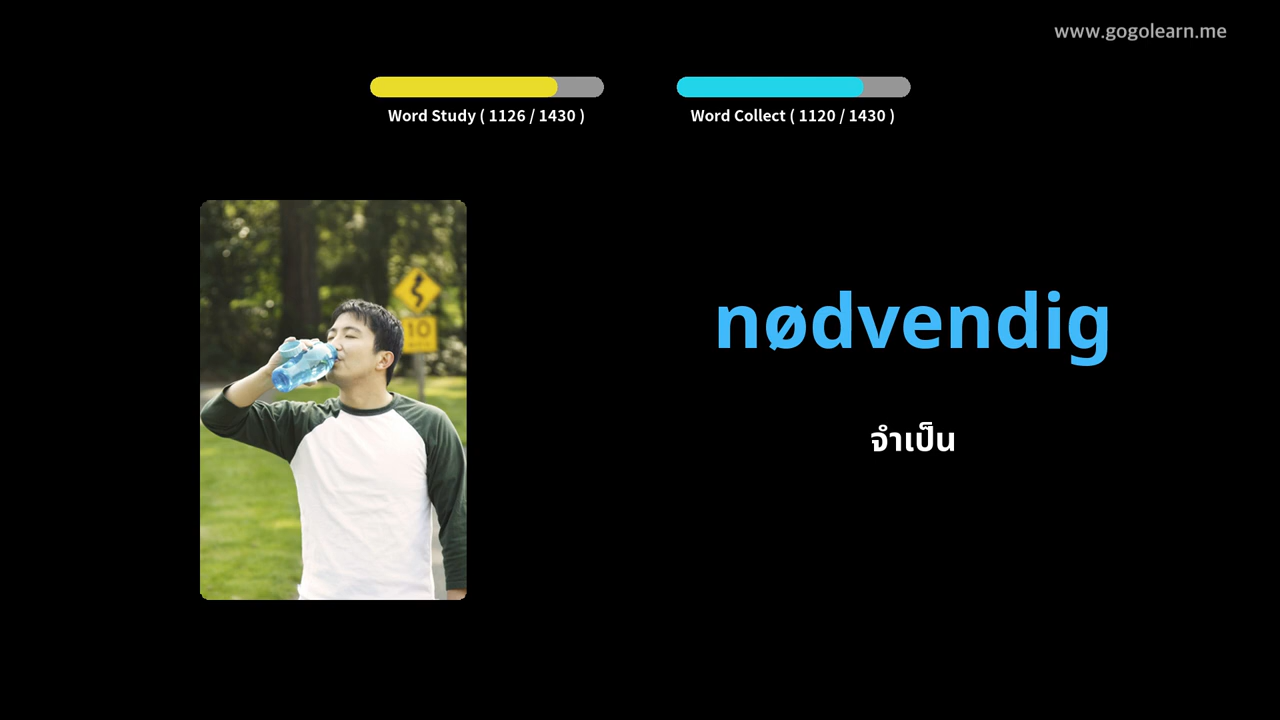 www.gogolearn.me
Word Study ( 1126 / 1430 )
Word Collect ( 1120 / 1430 )
10
nødvendig
จำเป็น